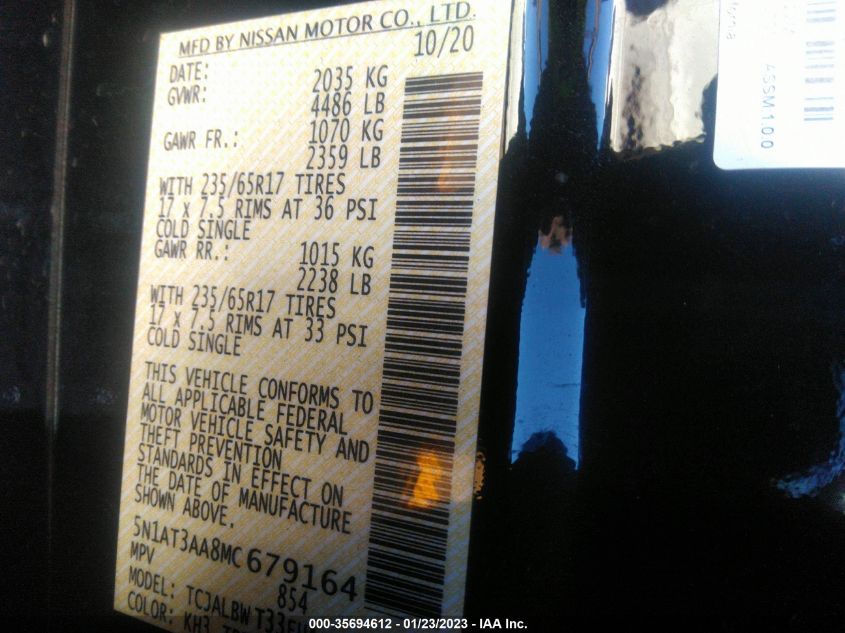 MFD BY NISSAN MOTOR CO., LTD.
DATE: 10/20
GVWR: 2035 KG
4486 LB
GAWR FR.: 1070 KG
2359 LB
WITH 235/65R17 TIRES
17 x 7.5 RIMS AT 36 PSI
COLD SINGLE
GAWR RR.: 1015 KG
2238 LB
WITH 235/65R17 TIRES
17 x 7.5 RIMS AT 33 PSI
COLD SINGLE
THIS VEHICLE CONFORMS TO
ALL APPLICABLE FEDERAL
MOTOR VEHICLE SAFETY AND
THEFT PREVENTION
STANDARDS IN EFFECT ON
THE DATE OF MANUFACTURE
SHOWN ABOVE.
5N1AT3AA8MC679164
MPV 854
MODEL: TCJALBW T33
COLOR: KH3
ASSM100
000-35694612 - 01/23/2023 - IAA Inc.